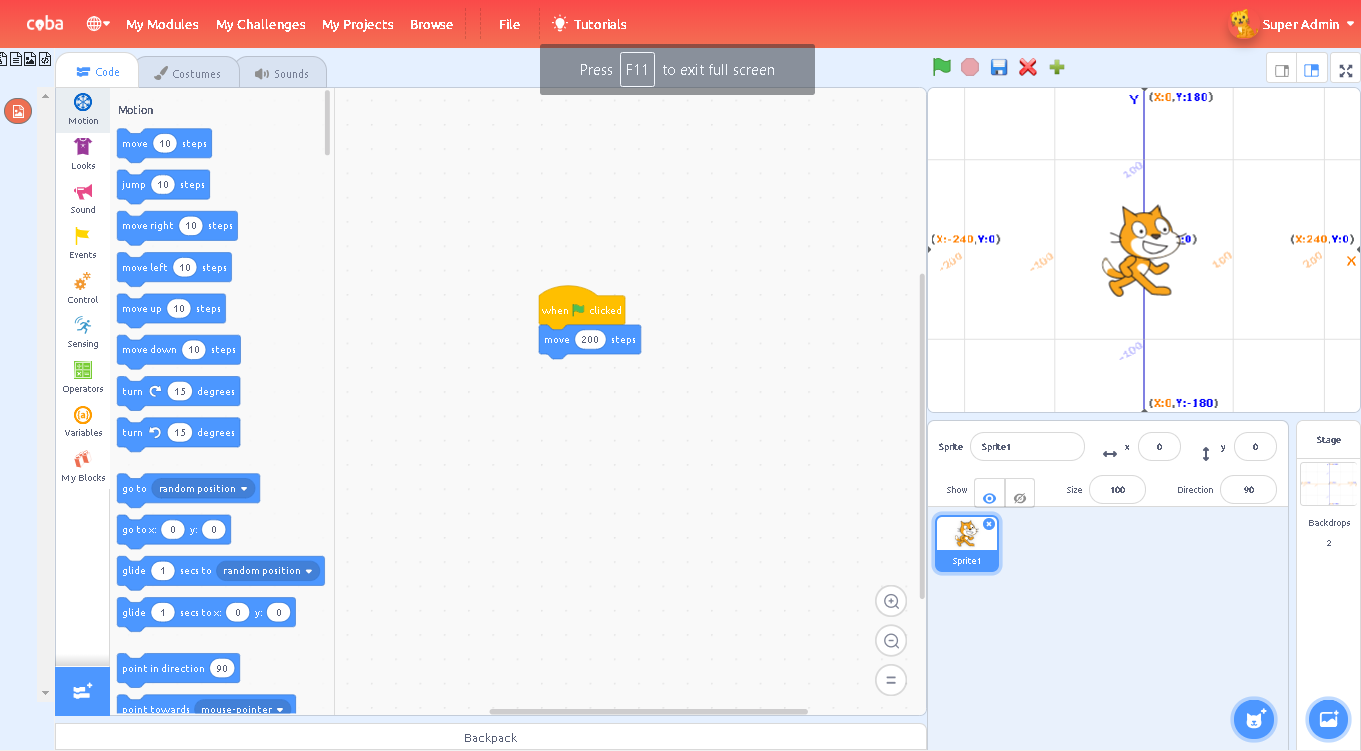 coba My Modules My Challenges My Projects Browse File Tutorials Super Admin
Press F11 to exit full screen
Code Costumes Sounds
Motion
Looks
Sound
Events
Control
Sensing
Operators
Variables
My Blocks
Motion
move 10 steps
jump 10 steps
move right 10 steps
move left 10 steps
move up 10 steps
move down 10 steps
turn 15 degrees
turn 15 degrees
go to random position
go to x: 0 y: 0
glide 1 secs to random position
glide 1 secs to x: 0 y: 0
point in direction 90
point towards mouse-pointer
when clicked
move 200 steps
Backpack
Y (X:0,Y:180)
100
(X:-240,Y:0) :0) (X:240,Y:0)
-200 -100 100 200 X
-100
(X:0,Y:-180)
Sprite Sprite1 x 0 y 0
Show Size 100 Direction 90
Sprite1
Stage
Backdrops
2